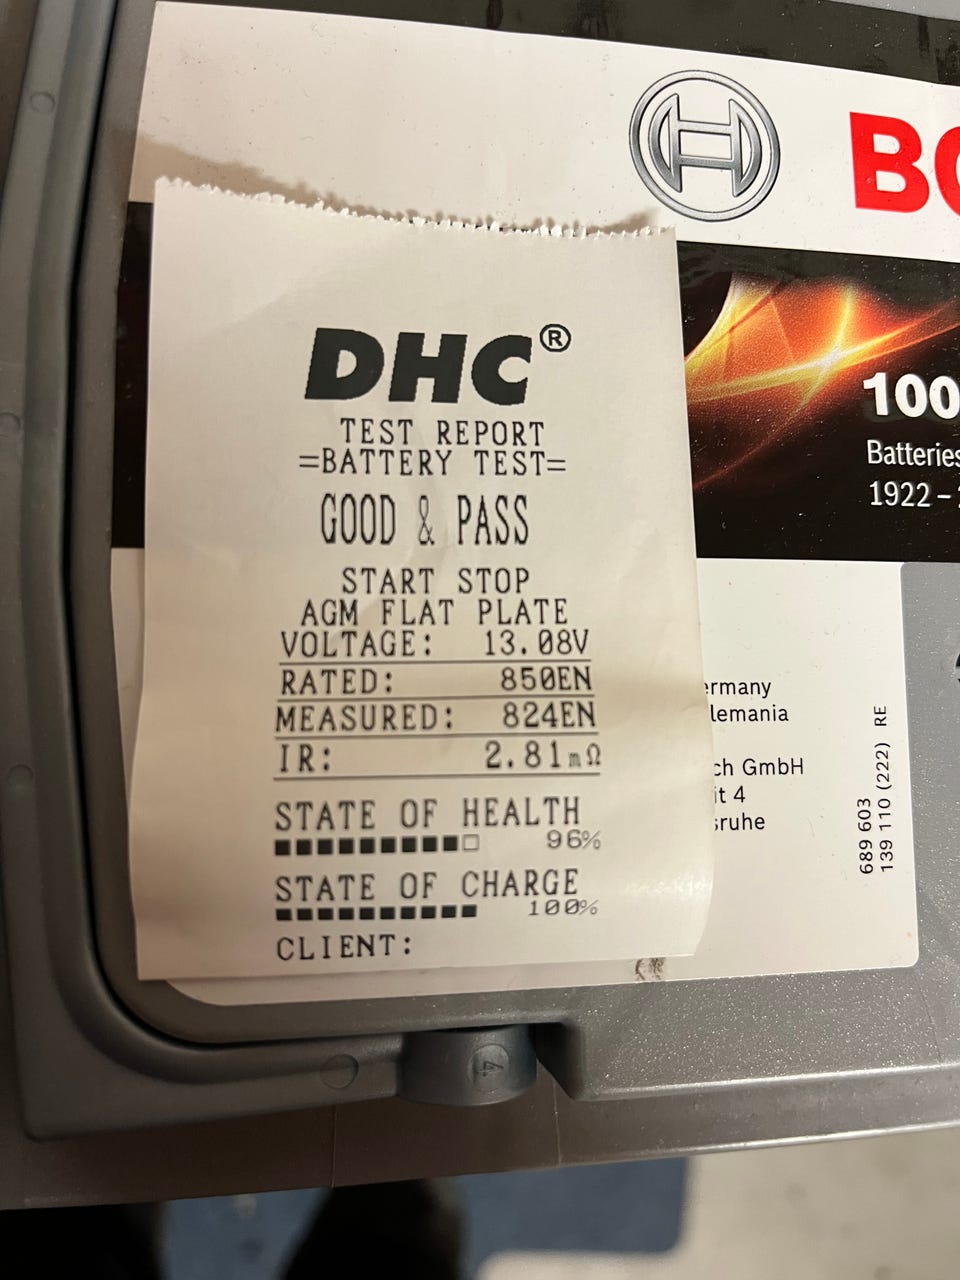 BO
100
Batteries
1922 –
DHC®
TEST REPORT
=BATTERY TEST=
GOOD & PASS
START STOP
AGM FLAT PLATE
VOLTAGE: 13.08V
RATED: 850EN
MEASURED: 824EN
IR: 2.81mΩ
STATE OF HEALTH
96%
STATE OF CHARGE
100%
CLIENT:
ermany
lemania
ch GmbH
it 4
sruhe
689 603
139 110 (222) RE
4